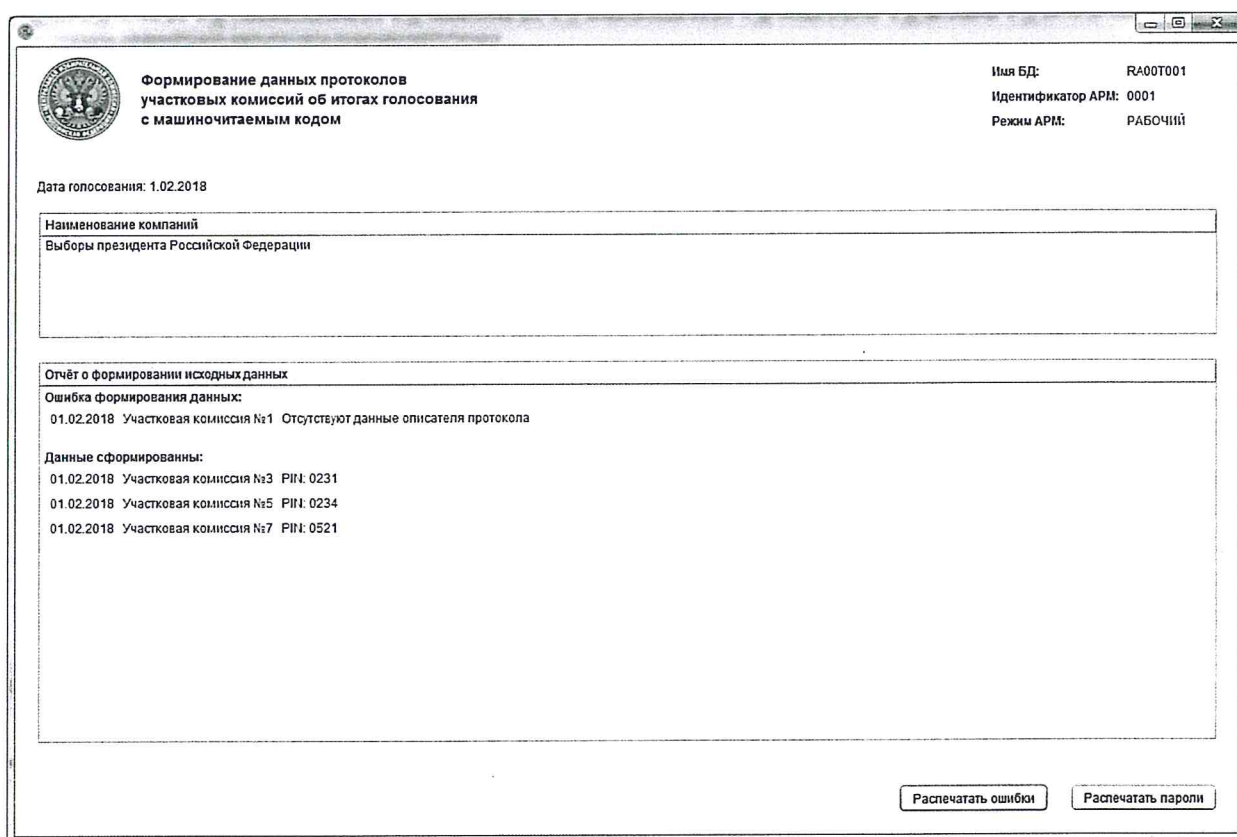 Формирование данных протоколов
участковых комиссий об итогах голосования
с машиночитаемым кодом
Имя БД: RA00T001
Идентификатор АРМ: 0001
Режим АРМ: РАБОЧИЙ
Дата голосования: 1.02.2018
Наименование компаний
Выборы президента Российской Федерации
Отчёт о формировании исходных данных
Ошибка формирования данных:
01.02.2018 Участковая комиссия №1 Отсутствуют данные описателя протокола
Данные сформированны:
01.02.2018 Участковая комиссия №3 PIN: 0231
01.02.2018 Участковая комиссия №5 PIN: 0234
01.02.2018 Участковая комиссия №7 PIN: 0521
Распечатать ошибки
Распечатать пароли